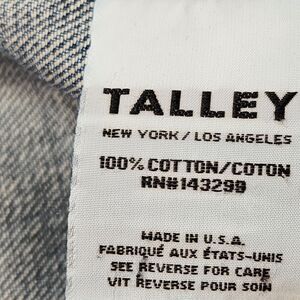 TALLEY
NEW YORK / LOS ANGELES
100% COTTON/COTON
RN#143299
MADE IN U.S.A.
FABRIQUÉ AUX ÉTATS-UNIS
SEE REVERSE FOR CARE
VIT REVERSE POUR SOIN